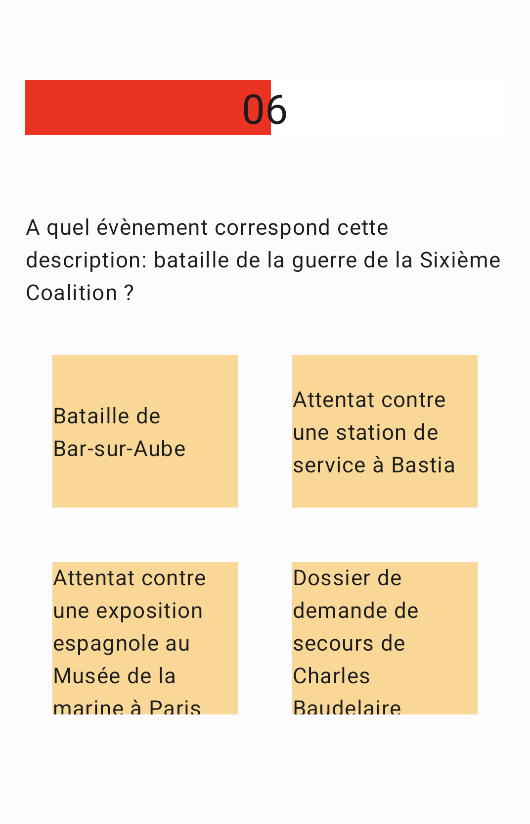 06
A quel évènement correspond cette
description: bataille de la guerre de la Sixième
Coalition ?
Bataille de
Bar-sur-Aube
Attentat contre
une station de
service à Bastia
Attentat contre
une exposition
espagnole au
Musée de la
marine à Paris
Dossier de
demande de
secours de
Charles
Baudelaire